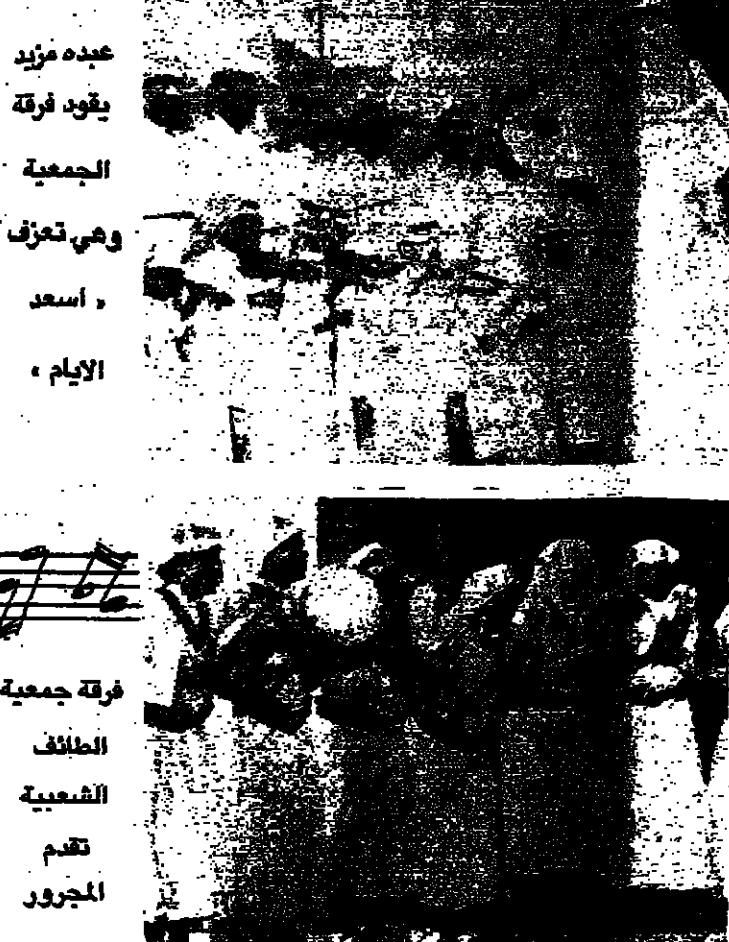 عبده مزيد
يقود فرقة
الجمعية
وهي تعزف
« أسعد
الايام »
فرقة جمعية
الطائف
الشعبية
تقدم
المجرور